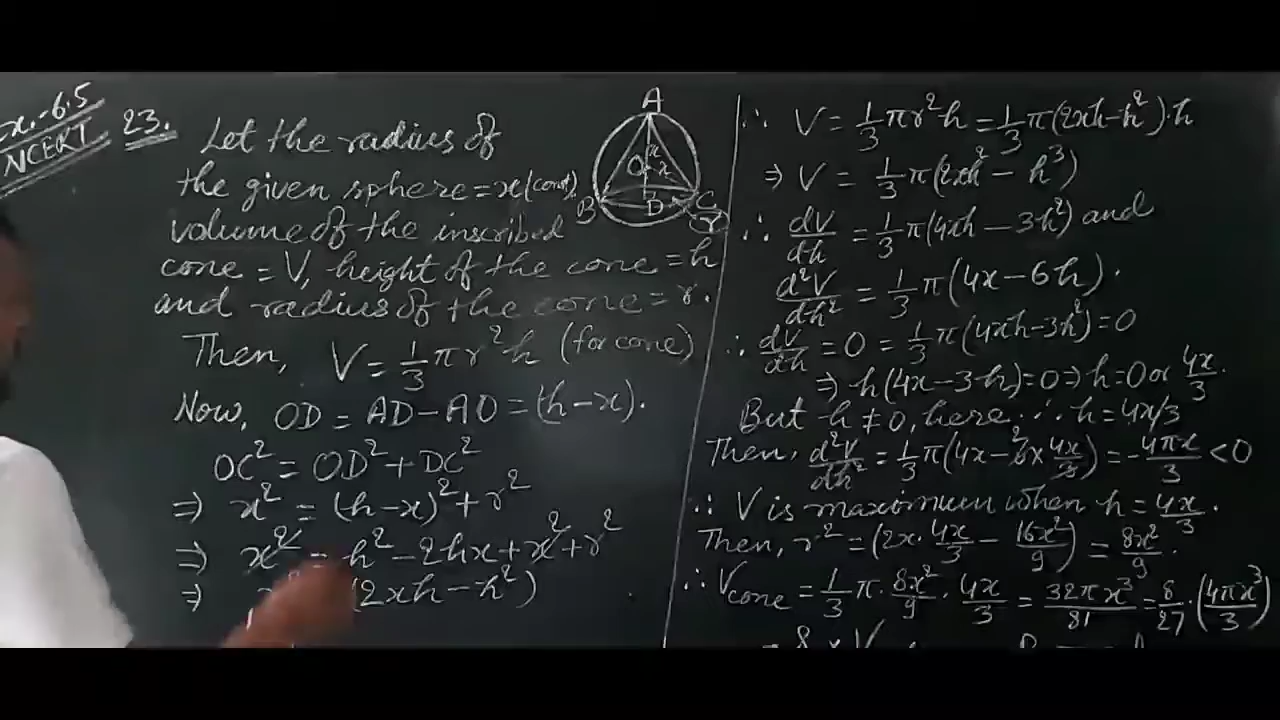 Ex.-6.5
NCERT
23.
Let the radius of
the given sphere = x (const),
volume of the inscribed
cone = V, height of the cone = h
and radius of the cone = r.
Then, V = 1/3 πr²h (for cone)
Now, OD = AD - AO = (h-x).
OC² = OD² + DC²
⇒ x² = (h-x)² + r²
⇒ x² = h² - 2hx + x² + r²
⇒ (2xh - h²)
A
O
x
x
B
D
C
r
∴ V = 1/3 πr²h = 1/3 π(2xh - h²)·h
⇒ V = 1/3 π(2xh² - h³)
∴ dV/dh = 1/3 π(4xh - 3h²) and
d²V/dh² = 1/3 π(4x - 6h).
∴ dV/dh = 0 = 1/3 π(4xh - 3h²) = 0
⇒ h(4x - 3h) = 0 ⇒ h = 0 or 4x/3.
But h ≠ 0, here ∴ h = 4x/3
Then, d²V/dh² = 1/3 π(4x - 6² × 4x/3) = -4πx/3 < 0
∴ V is maximum when h = 4x/3.
Then, r² = (2x · 4x/3 - 16x²/9) = 8x²/9.
∴ Vcone = 1/3 π · 8x²/9 · 4x/3 = 32πx³/81 = 8/27 · (4πx³/3)